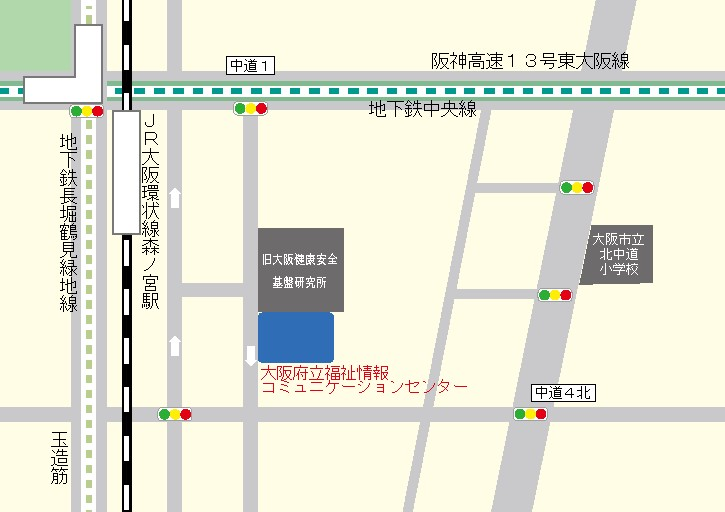 中道１
阪神高速１３号東大阪線
地下鉄中央線
地下鉄長堀鶴見緑地線
ＪＲ大阪環状線森ノ宮駅
大阪市立
北中道
小学校
旧大阪健康安全
基盤研究所
大阪府立福祉情報
コミュニケーションセンター
中道４北
玉造筋